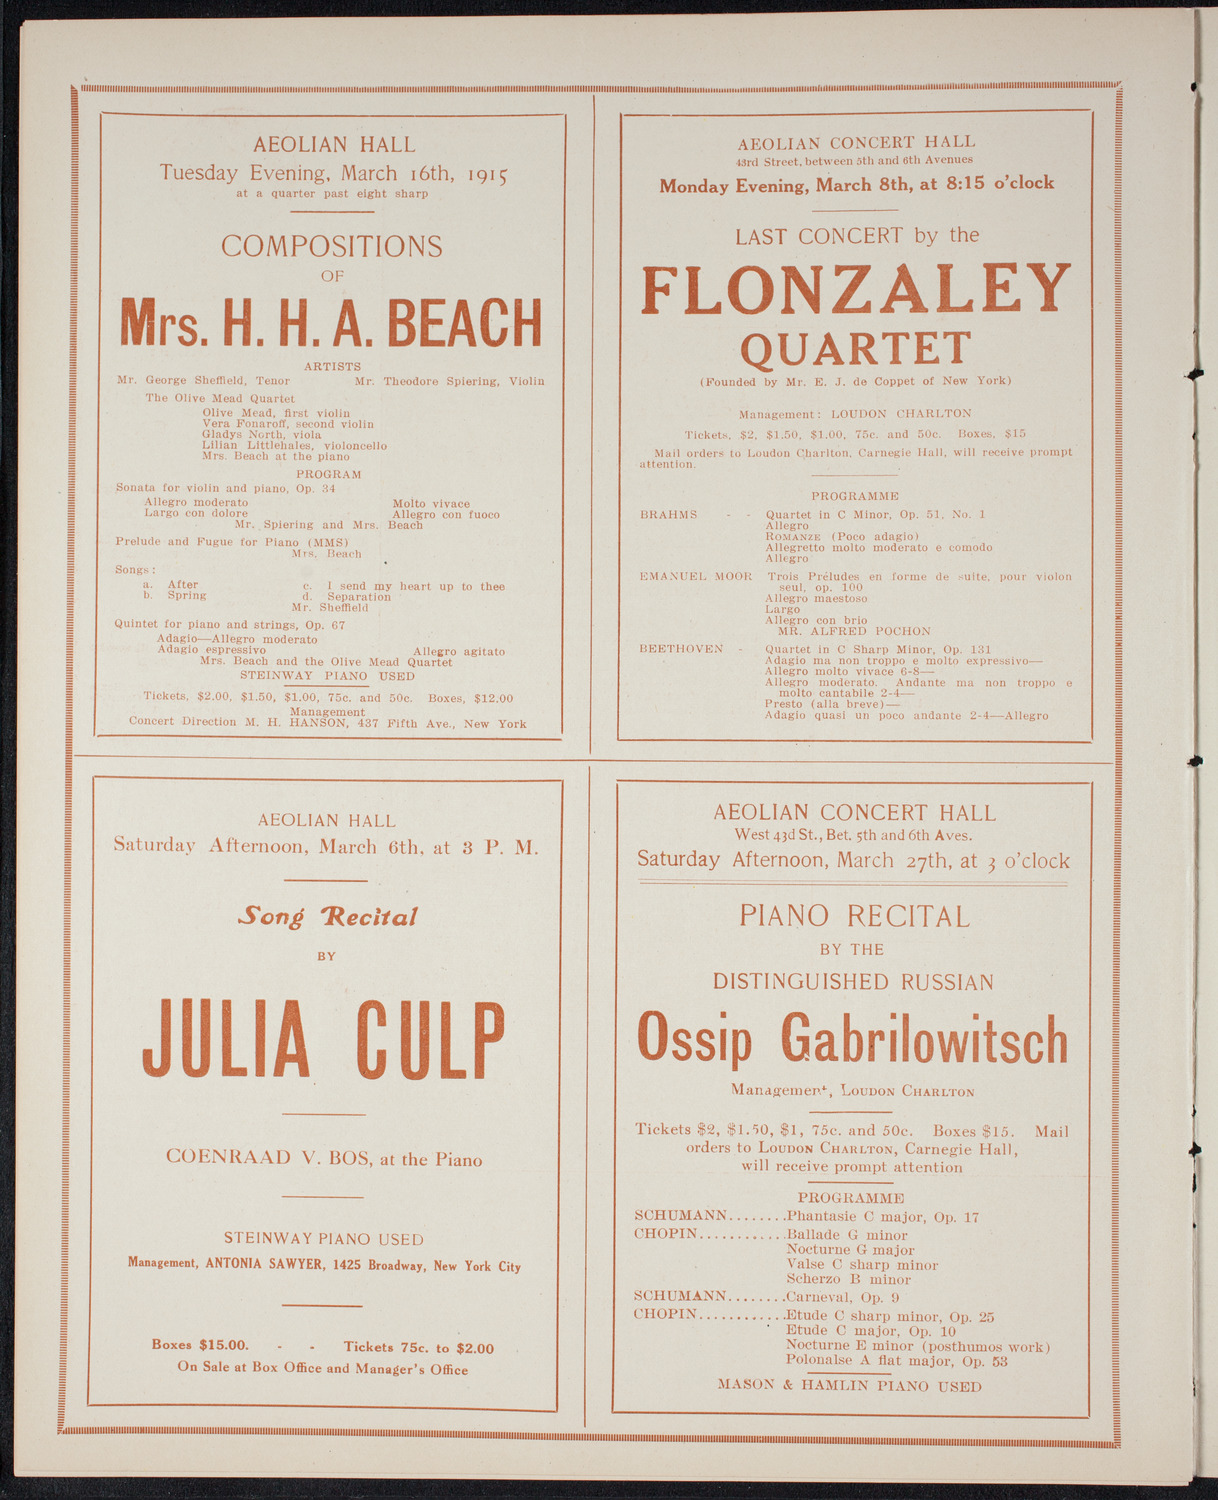 AEOLIAN HALL
Tuesday Evening, March 16th, 1915
at a quarter past eight sharp
COMPOSITIONS
OF
Mrs. H. H. A. BEACH
ARTISTS
Mr. George Sheffield, Tenor Mr. Theodore Spiering, Violin
The Olive Mead Quartet
Olive Mead, first violin
Vera Fonaroff, second violin
Gladys North, viola
Lilian Littlehales, violoncello
Mrs. Beach at the piano
PROGRAM
Sonata for violin and piano, Op. 34
Allegro moderato Molto vivace
Largo con dolore Allegro con fuoco
Mr. Spiering and Mrs. Beach
Prelude and Fugue for Piano (MMS)
Mrs. Beach
Songs:
a. After c. I send my heart up to thee
b. Spring d. Separation
Mr. Sheffield
Quintet for piano and strings, Op. 67
Adagio—Allegro moderato
Adagio espressivo Allegro agitato
Mrs. Beach and the Olive Mead Quartet
STEINWAY PIANO USED
Tickets, $2.00, $1.50, $1.00, 75c. and 50c. Boxes, $12.00
Management
Concert Direction M. H. HANSON, 437 Fifth Ave., New York
AEOLIAN CONCERT HALL
43rd Street, between 5th and 6th Avenues
Monday Evening, March 8th, at 8:15 o'clock
LAST CONCERT by the
FLONZALEY
QUARTET
(Founded by Mr. E. J. de Coppet of New York)
Management: LOUDON CHARLTON
Tickets, $2, $1.50, $1.00, 75c. and 50c. Boxes, $15
Mail orders to Loudon Charlton, Carnegie Hall, will receive prompt
attention.
PROGRAMME
BRAHMS - - Quartet in C Minor, Op. 51, No. 1
Allegro
ROMANZE (Poco adagio)
Allegretto molto moderato e comodo
Allegro
EMANUEL MOOR Trois Préludes en forme de suite, pour violon
seul, op. 100
Allegro maestoso
Largo
Allegro con brio
MR. ALFRED POCHON
BEETHOVEN - Quartet in C Sharp Minor, Op. 131
Adagio ma non troppo e molto expressivo—
Allegro molto vivace 6-8—
Allegro moderato. Andante ma non troppo e
molto cantabile 2-4—
Presto (alla breve)—
Adagio quasi un poco andante 2-4—Allegro
AEOLIAN HALL
Saturday Afternoon, March 6th, at 3 P. M.
Song Recital
BY
JULIA CULP
COENRAAD V. BOS, at the Piano
STEINWAY PIANO USED
Management, ANTONIA SAWYER, 1425 Broadway, New York City
Boxes $15.00. - - Tickets 75c. to $2.00
On Sale at Box Office and Manager's Office
AEOLIAN CONCERT HALL
West 43d St., Bet. 5th and 6th Aves.
Saturday Afternoon, March 27th, at 3 o'clock
PIANO RECITAL
BY THE
DISTINGUISHED RUSSIAN
Ossip Gabrilowitsch
Management, LOUDON CHARLTON
Tickets $2, $1.50, $1, 75c. and 50c. Boxes $15. Mail
orders to LOUDON CHARLTON, Carnegie Hall,
will receive prompt attention
PROGRAMME
SCHUMANN........Phantasie C major, Op. 17
CHOPIN............Ballade G minor
Nocturne G major
Valse C sharp minor
Scherzo B minor
SCHUMANN........Carneval, Op. 9
CHOPIN............Etude C sharp minor, Op. 25
Etude C major, Op. 10
Nocturne E minor (posthumos work)
Polonaise A flat major, Op. 53
MASON & HAMLIN PIANO USED